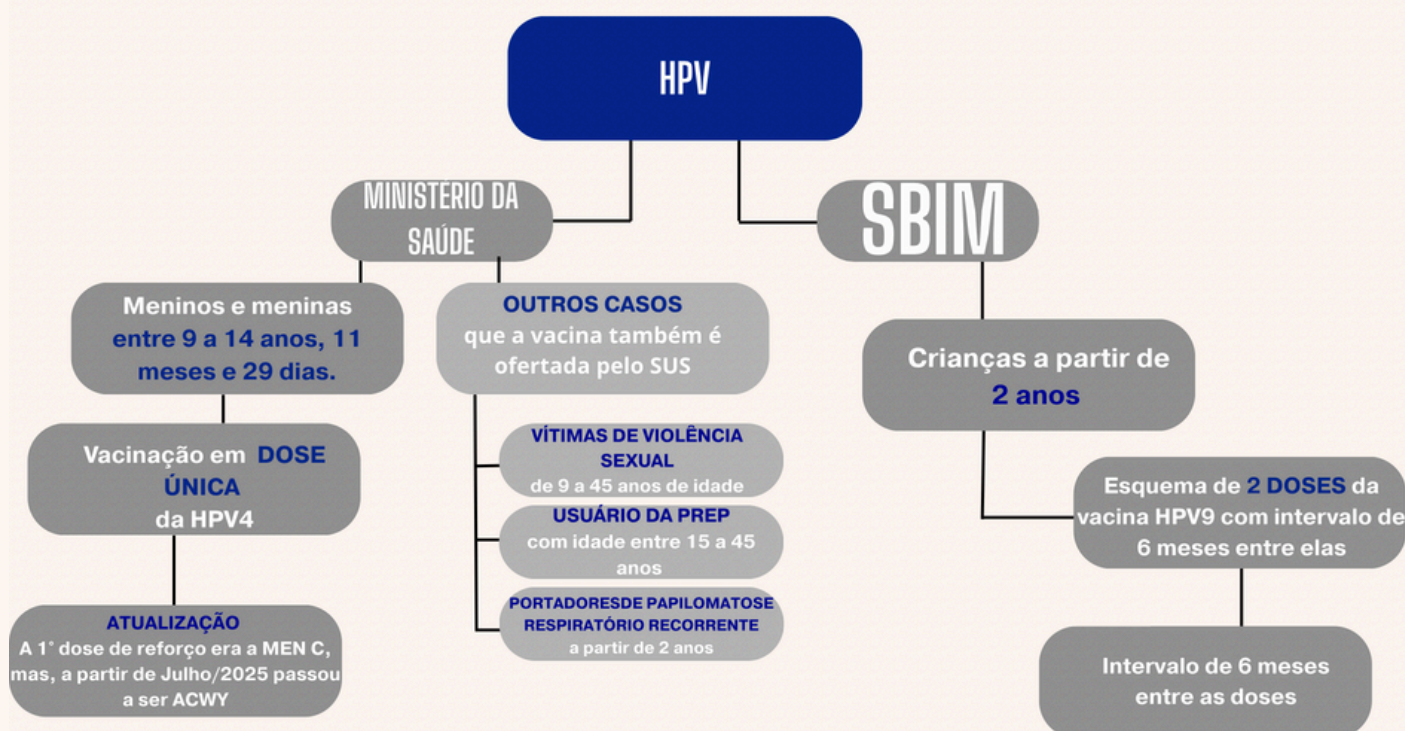 HPV
MINISTÉRIO DA
SAÚDE
Meninos e meninas
entre 9 a 14 anos, 11
meses e 29 dias.
Vacinação em DOSE
ÚNICA
da HPV4
ATUALIZAÇÃO
A 1° dose de reforço era a MEN C,
mas, a partir de Julho/2025 passou
a ser ACWY
OUTROS CASOS
que a vacina também é
ofertada pelo SUS
VÍTIMAS DE VIOLÊNCIA
SEXUAL
de 9 a 45 anos de idade
USUÁRIO DA PREP
com idade entre 15 a 45
anos
PORTADORESDE PAPILOMATOSE
RESPIRATÓRIO RECORRENTE
a partir de 2 anos
SBIM
Crianças a partir de
2 anos
Esquema de 2 DOSES da
vacina HPV9 com intervalo de
6 meses entre elas
Intervalo de 6 meses
entre as doses